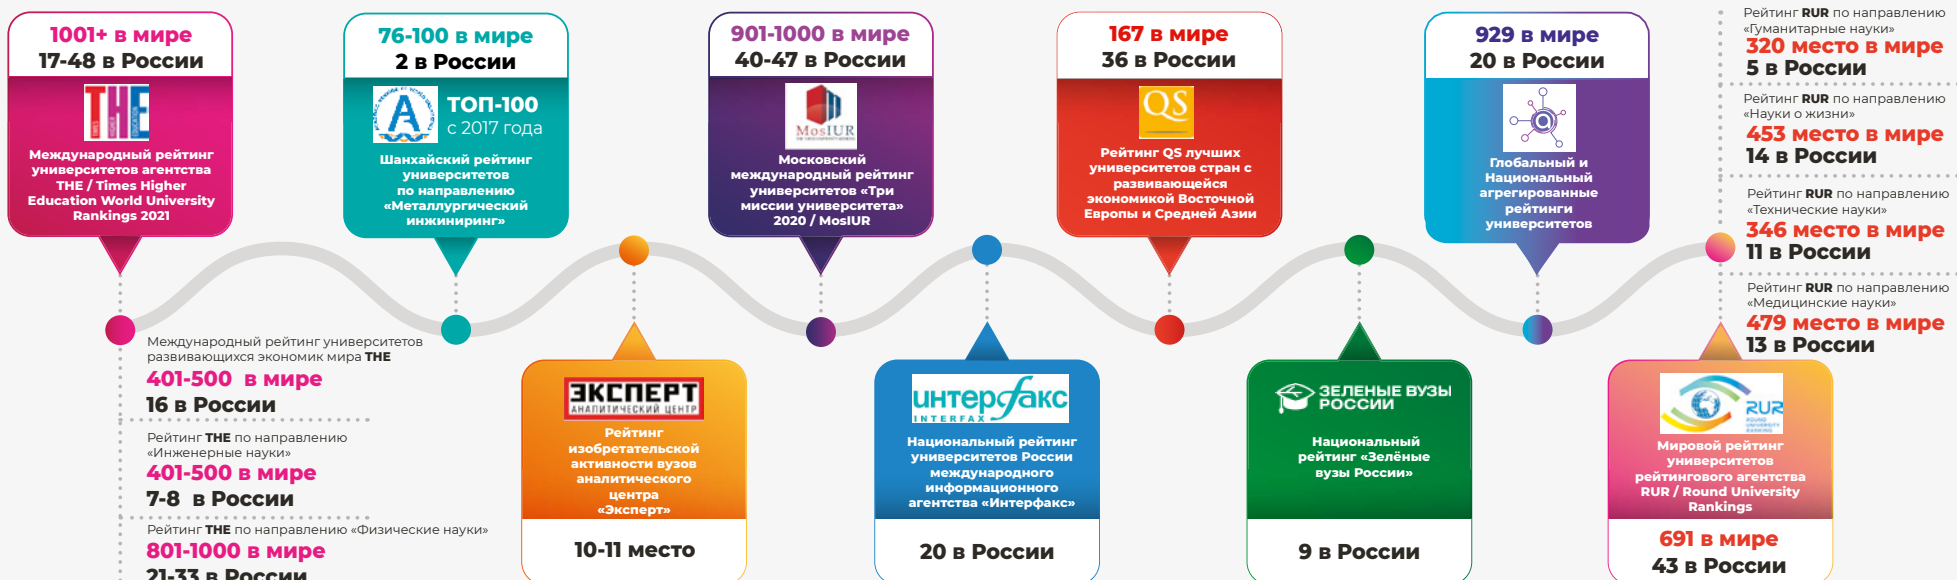 1001+ в мире
17-48 в России
THE
TIMES
HIGHER
EDUCATION
Международный рейтинг
университетов агентства
THE / Times Higher
Education World University
Rankings 2021
Международный рейтинг университетов
развивающихся экономик мира THE
401-500 в мире
16 в России
Рейтинг THE по направлению
«Инженерные науки»
401-500 в мире
7-8 в России
Рейтинг THE по направлению «Физические науки»
801-1000 в мире
21-33 в России
76-100 в мире
2 в России
ТОП-100
с 2017 года
Шанхайский рейтинг
университетов
по направлению
«Металлургический
инжиниринг»
ЭКСПЕРТ
АНАЛИТИЧЕСКИЙ ЦЕНТР
Рейтинг
изобретательской
активности вузов
аналитического
центра
«Эксперт»
10-11 место
901-1000 в мире
40-47 в России
MosIUR
Московский
международный рейтинг
университетов «Три
миссии университета»
2020 / MosIUR
интерфакс
INTERFAX
Национальный рейтинг
университетов России
международного
информационного
агентства «Интерфакс»
20 в России
167 в мире
36 в России
QS
Рейтинг QS лучших
университетов стран с
развивающейся
экономикой Восточной
Европы и Средней Азии
ЗЕЛЕНЫЕ ВУЗЫ
РОССИИ
Национальный
рейтинг «Зелёные
вузы России»
9 в России
929 в мире
20 в России
Глобальный и
Национальный
агрегированные
рейтинги
университетов
Рейтинг RUR по направлению
«Гуманитарные науки»
320 место в мире
5 в России
Рейтинг RUR по направлению
«Науки о жизни»
453 место в мире
14 в России
Рейтинг RUR по направлению
«Технические науки»
346 место в мире
11 в России
Рейтинг RUR по направлению
«Медицинские науки»
479 место в мире
13 в России
RUR
ROUND
UNIVERSITY
RANKING
Мировой рейтинг
университетов
рейтингового агентства
RUR / Round University
Rankings
691 в мире
43 в России